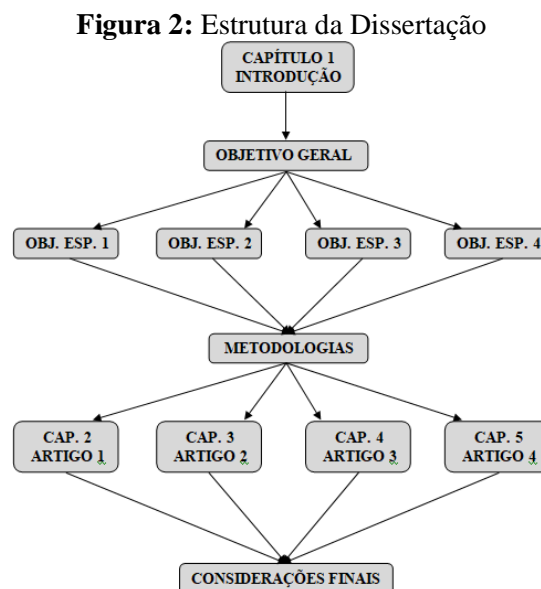 Figura 2: Estrutura da Dissertação
CAPÍTULO 1
INTRODUÇÃO
OBJETIVO GERAL
OBJ. ESP. 1
OBJ. ESP. 2
OBJ. ESP. 3
OBJ. ESP. 4
METODOLOGIAS
CAP. 2
ARTIGO 1
CAP. 3
ARTIGO 2
CAP. 4
ARTIGO 3
CAP. 5
ARTIGO 4
CONSIDERAÇÕES FINAIS